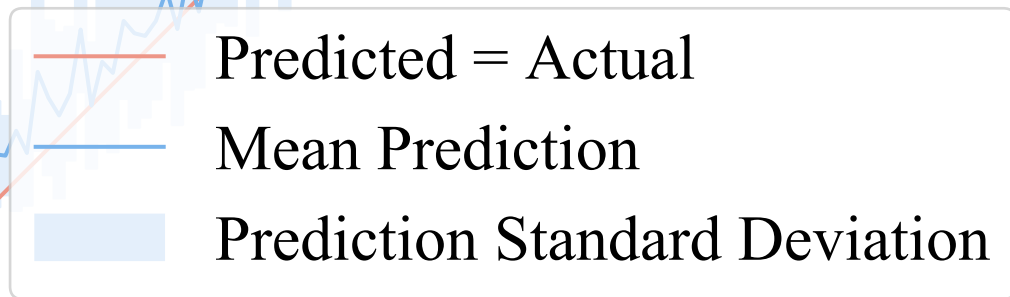 Predicted = Actual
Mean Prediction
Prediction Standard Deviation